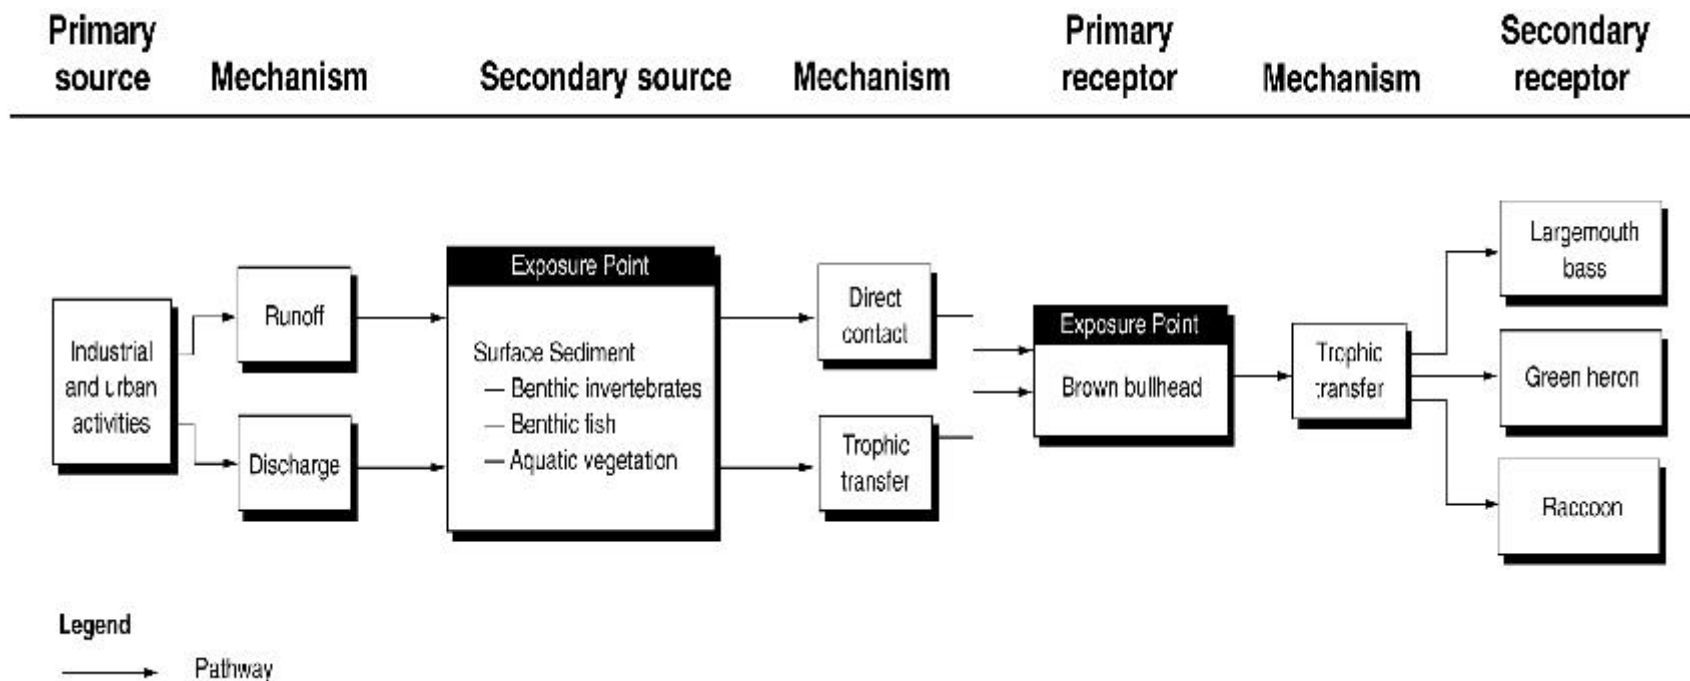 Primary source
Mechanism
Secondary source
Mechanism
Primary receptor
Mechanism
Secondary receptor
Industrial
and urban
activities
Runoff
Discharge
Exposure Point
Surface Sediment
— Benthic invertebrates
— Benthic fish
— Aquatic vegetation
Direct
contact
Trophic
transfer
Exposure Point
Brown bullhead
Trophic
transfer
Largemouth
bass
Green heron
Raccoon
Legend
Pathway